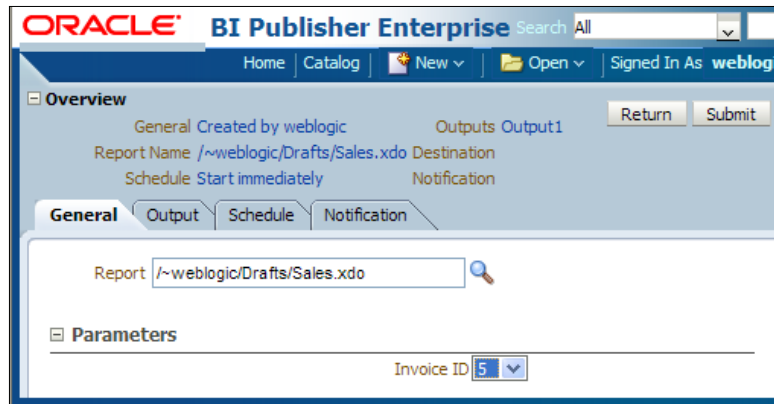 ORACLE BI Publisher Enterprise Search All
Home Catalog New Open Signed In As weblogi
Overview
Return Submit
General Created by weblogic Outputs Output1
Report Name /~weblogic/Drafts/Sales.xdo Destination
Schedule Start immediately Notification
General Output Schedule Notification
Report /~weblogic/Drafts/Sales.xdo
Parameters
Invoice ID 5